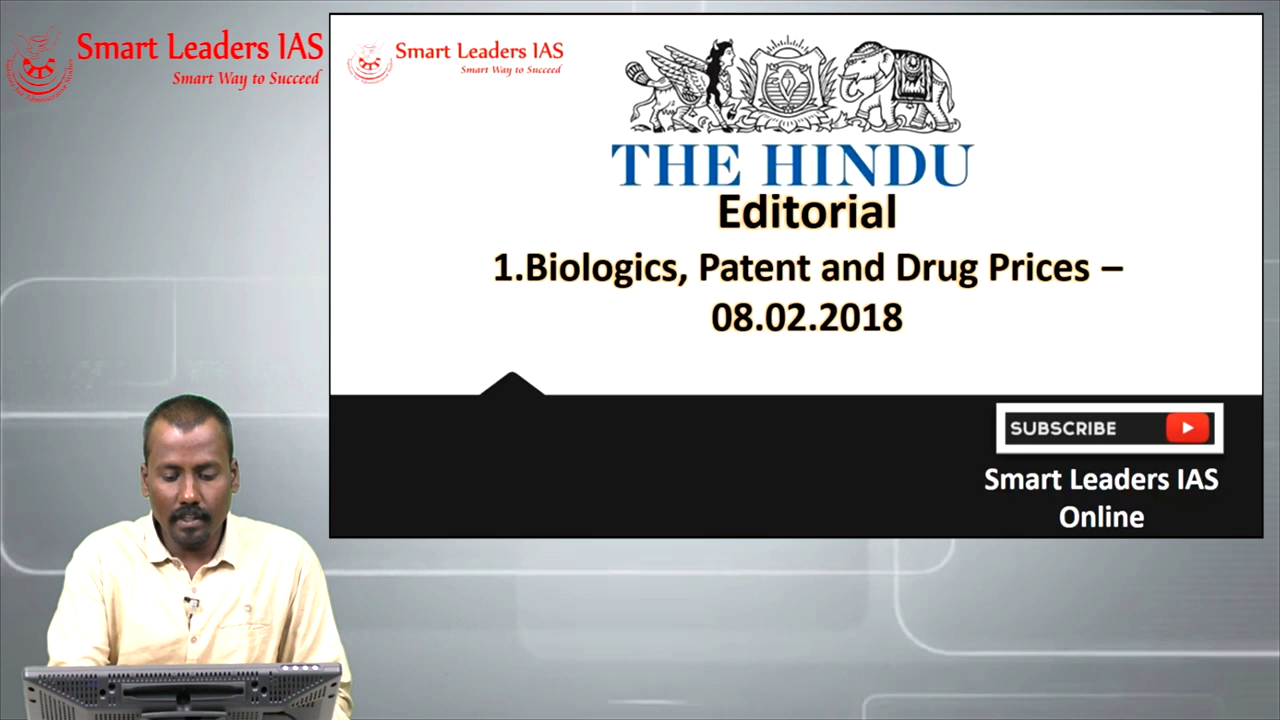 Smart Leaders IAS
Smart Way to Succeed
Smart Leaders IAS
Smart Way to Succeed
THE HINDU
Editorial
1.Biologics, Patent and Drug Prices –
08.02.2018
SUBSCRIBE
Smart Leaders IAS
Online